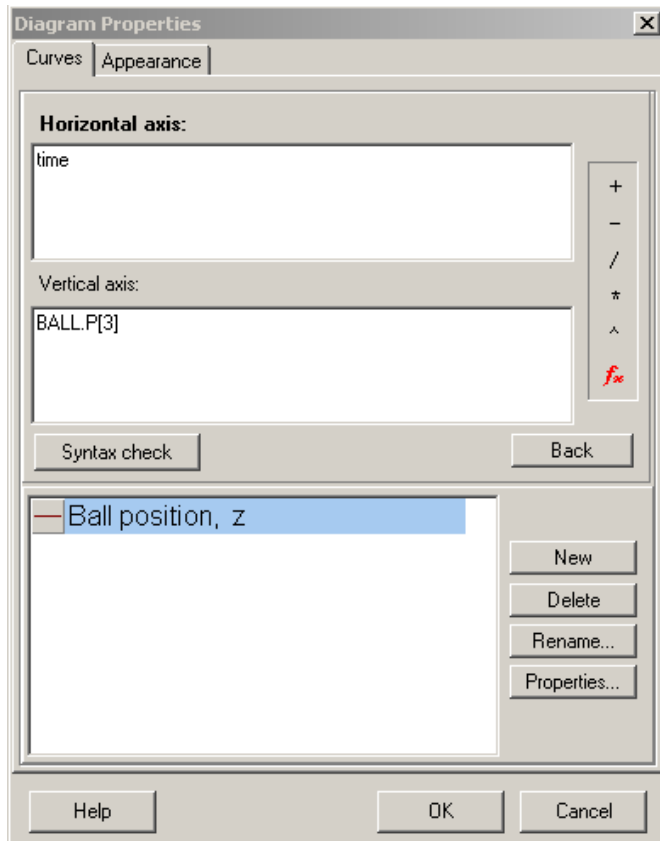 Diagram Properties
Curves
Appearance
Horizontal axis:
time
+
-
/
*
^
fx
Vertical axis:
BALL.P[3]
Syntax check
Back
Ball position, z
New
Delete
Rename...
Properties...
Help
OK
Cancel